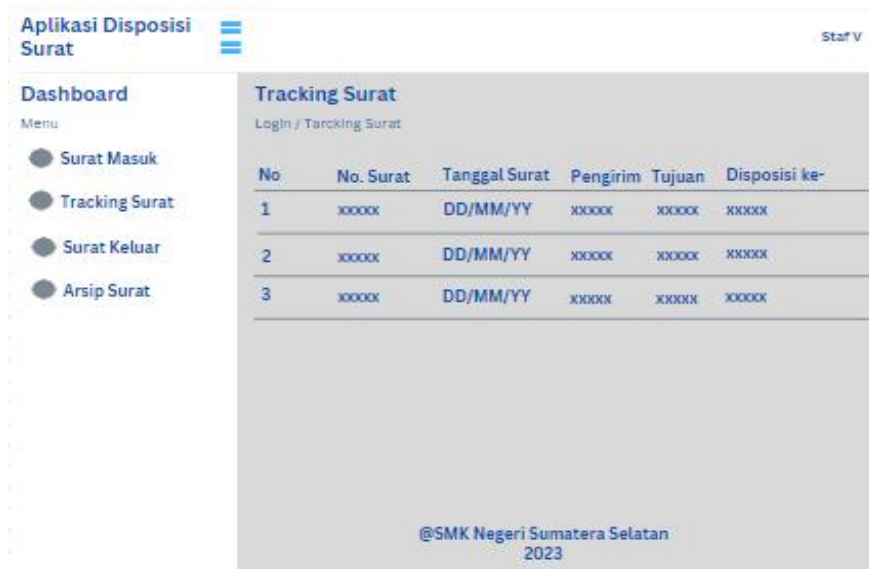 Aplikasi Disposisi
Surat
Staf V
Dashboard
Menu
Surat Masuk
Tracking Surat
Surat Keluar
Arsip Surat
Tracking Surat
Login / Tarcking Surat
No No. Surat Tanggal Surat Pengirim Tujuan Disposisi ke-
1 xxxxx DD/MM/YY xxxxx xxxxx xxxxx
2 xxxxx DD/MM/YY xxxxx xxxxx xxxxx
3 xxxxx DD/MM/YY xxxxx xxxxx xxxxx
@SMK Negeri Sumatera Selatan
2023